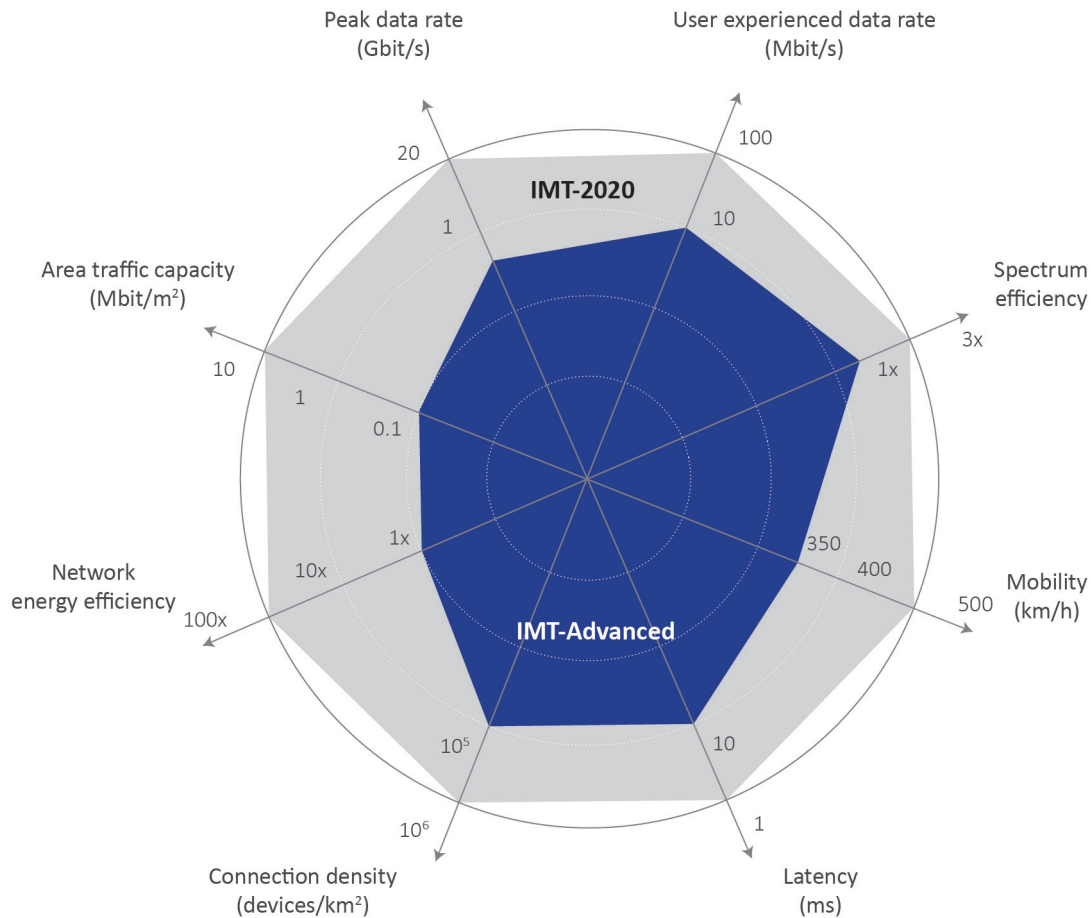 Peak data rate
(Gbit/s)
User experienced data rate
(Mbit/s)
20
100
IMT-2020
1
10
Area traffic capacity
(Mbit/m²)
Spectrum
efficiency
3x
10
1
1x
0.1
1x
350
10x
400
Network
energy efficiency
100x
500
Mobility
(km/h)
IMT-Advanced
10⁵
10
10⁶
1
Connection density
(devices/km²)
Latency
(ms)